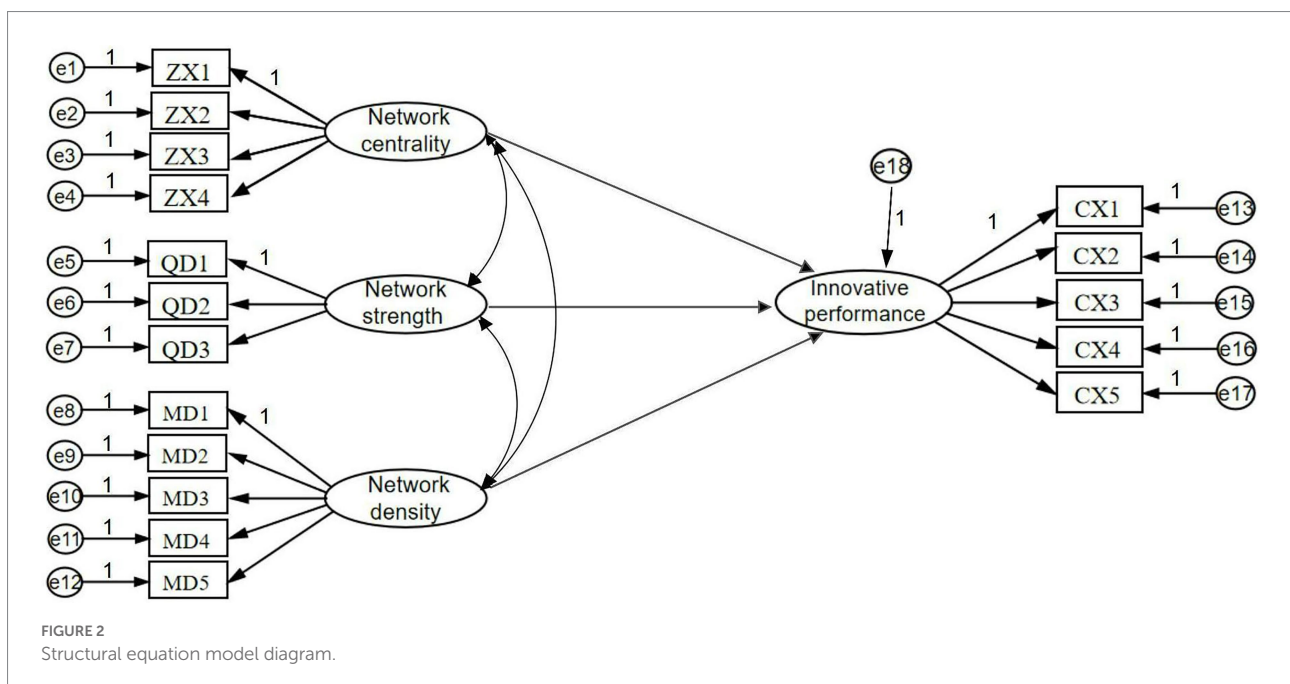 e1 1 ZX1 1
e2 1 ZX2
e3 1 ZX3
e4 1 ZX4
Network
centrality
e5 1 QD1 1
e6 1 QD2
e7 1 QD3
Network
strength
e8 1 MD1 1
e9 1 MD2
e10 1 MD3
e11 1 MD4
e12 1 MD5
Network
density
e18
1
Innovative
performance
1 CX1 1 e13
CX2 1 e14
CX3 1 e15
CX4 1 e16
CX5 1 e17
FIGURE 2
Structural equation model diagram.